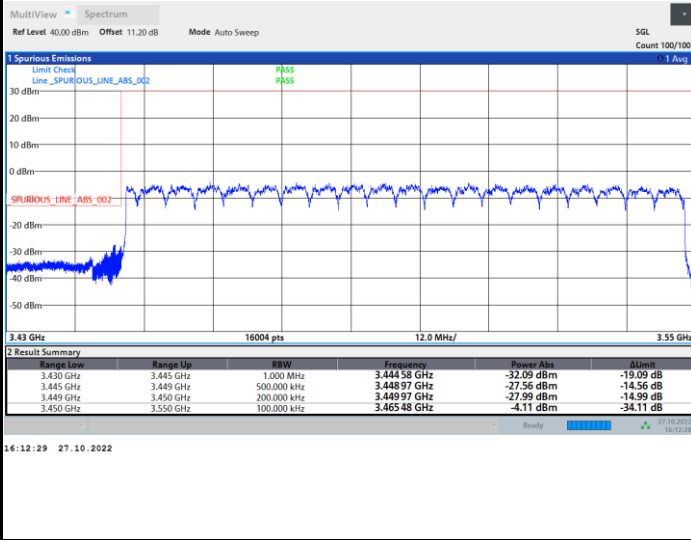 MultiView Spectrum
Ref Level 40.00 dBm Offset 11.20 dB Mode Auto Sweep SGL
Count 100/100
1 Spurious Emissions 1 Avg
Limit Check PASS
Line _SPURIOUS_LINE_ABS_002 PASS
30 dBm
20 dBm
10 dBm
0 dBm
_SPURIOUS_LINE_ABS_002
-20 dBm
-30 dBm
-40 dBm
-50 dBm
3.43 GHz 16004 pts 12.0 MHz/ 3.55 GHz
2 Result Summary
Range Low Range Up RBW Frequency Power Abs ΔLimit
3.430 GHz 3.445 GHz 1.000 MHz 3.444 58 GHz -32.09 dBm -19.09 dB
3.445 GHz 3.449 GHz 500.000 kHz 3.448 97 GHz -27.56 dBm -14.56 dB
3.449 GHz 3.450 GHz 200.000 kHz 3.449 97 GHz -27.99 dBm -14.99 dB
3.450 GHz 3.550 GHz 100.000 kHz 3.465 48 GHz -4.11 dBm -34.11 dB
Ready 27.10.2022
16:12:28
16:12:29 27.10.2022